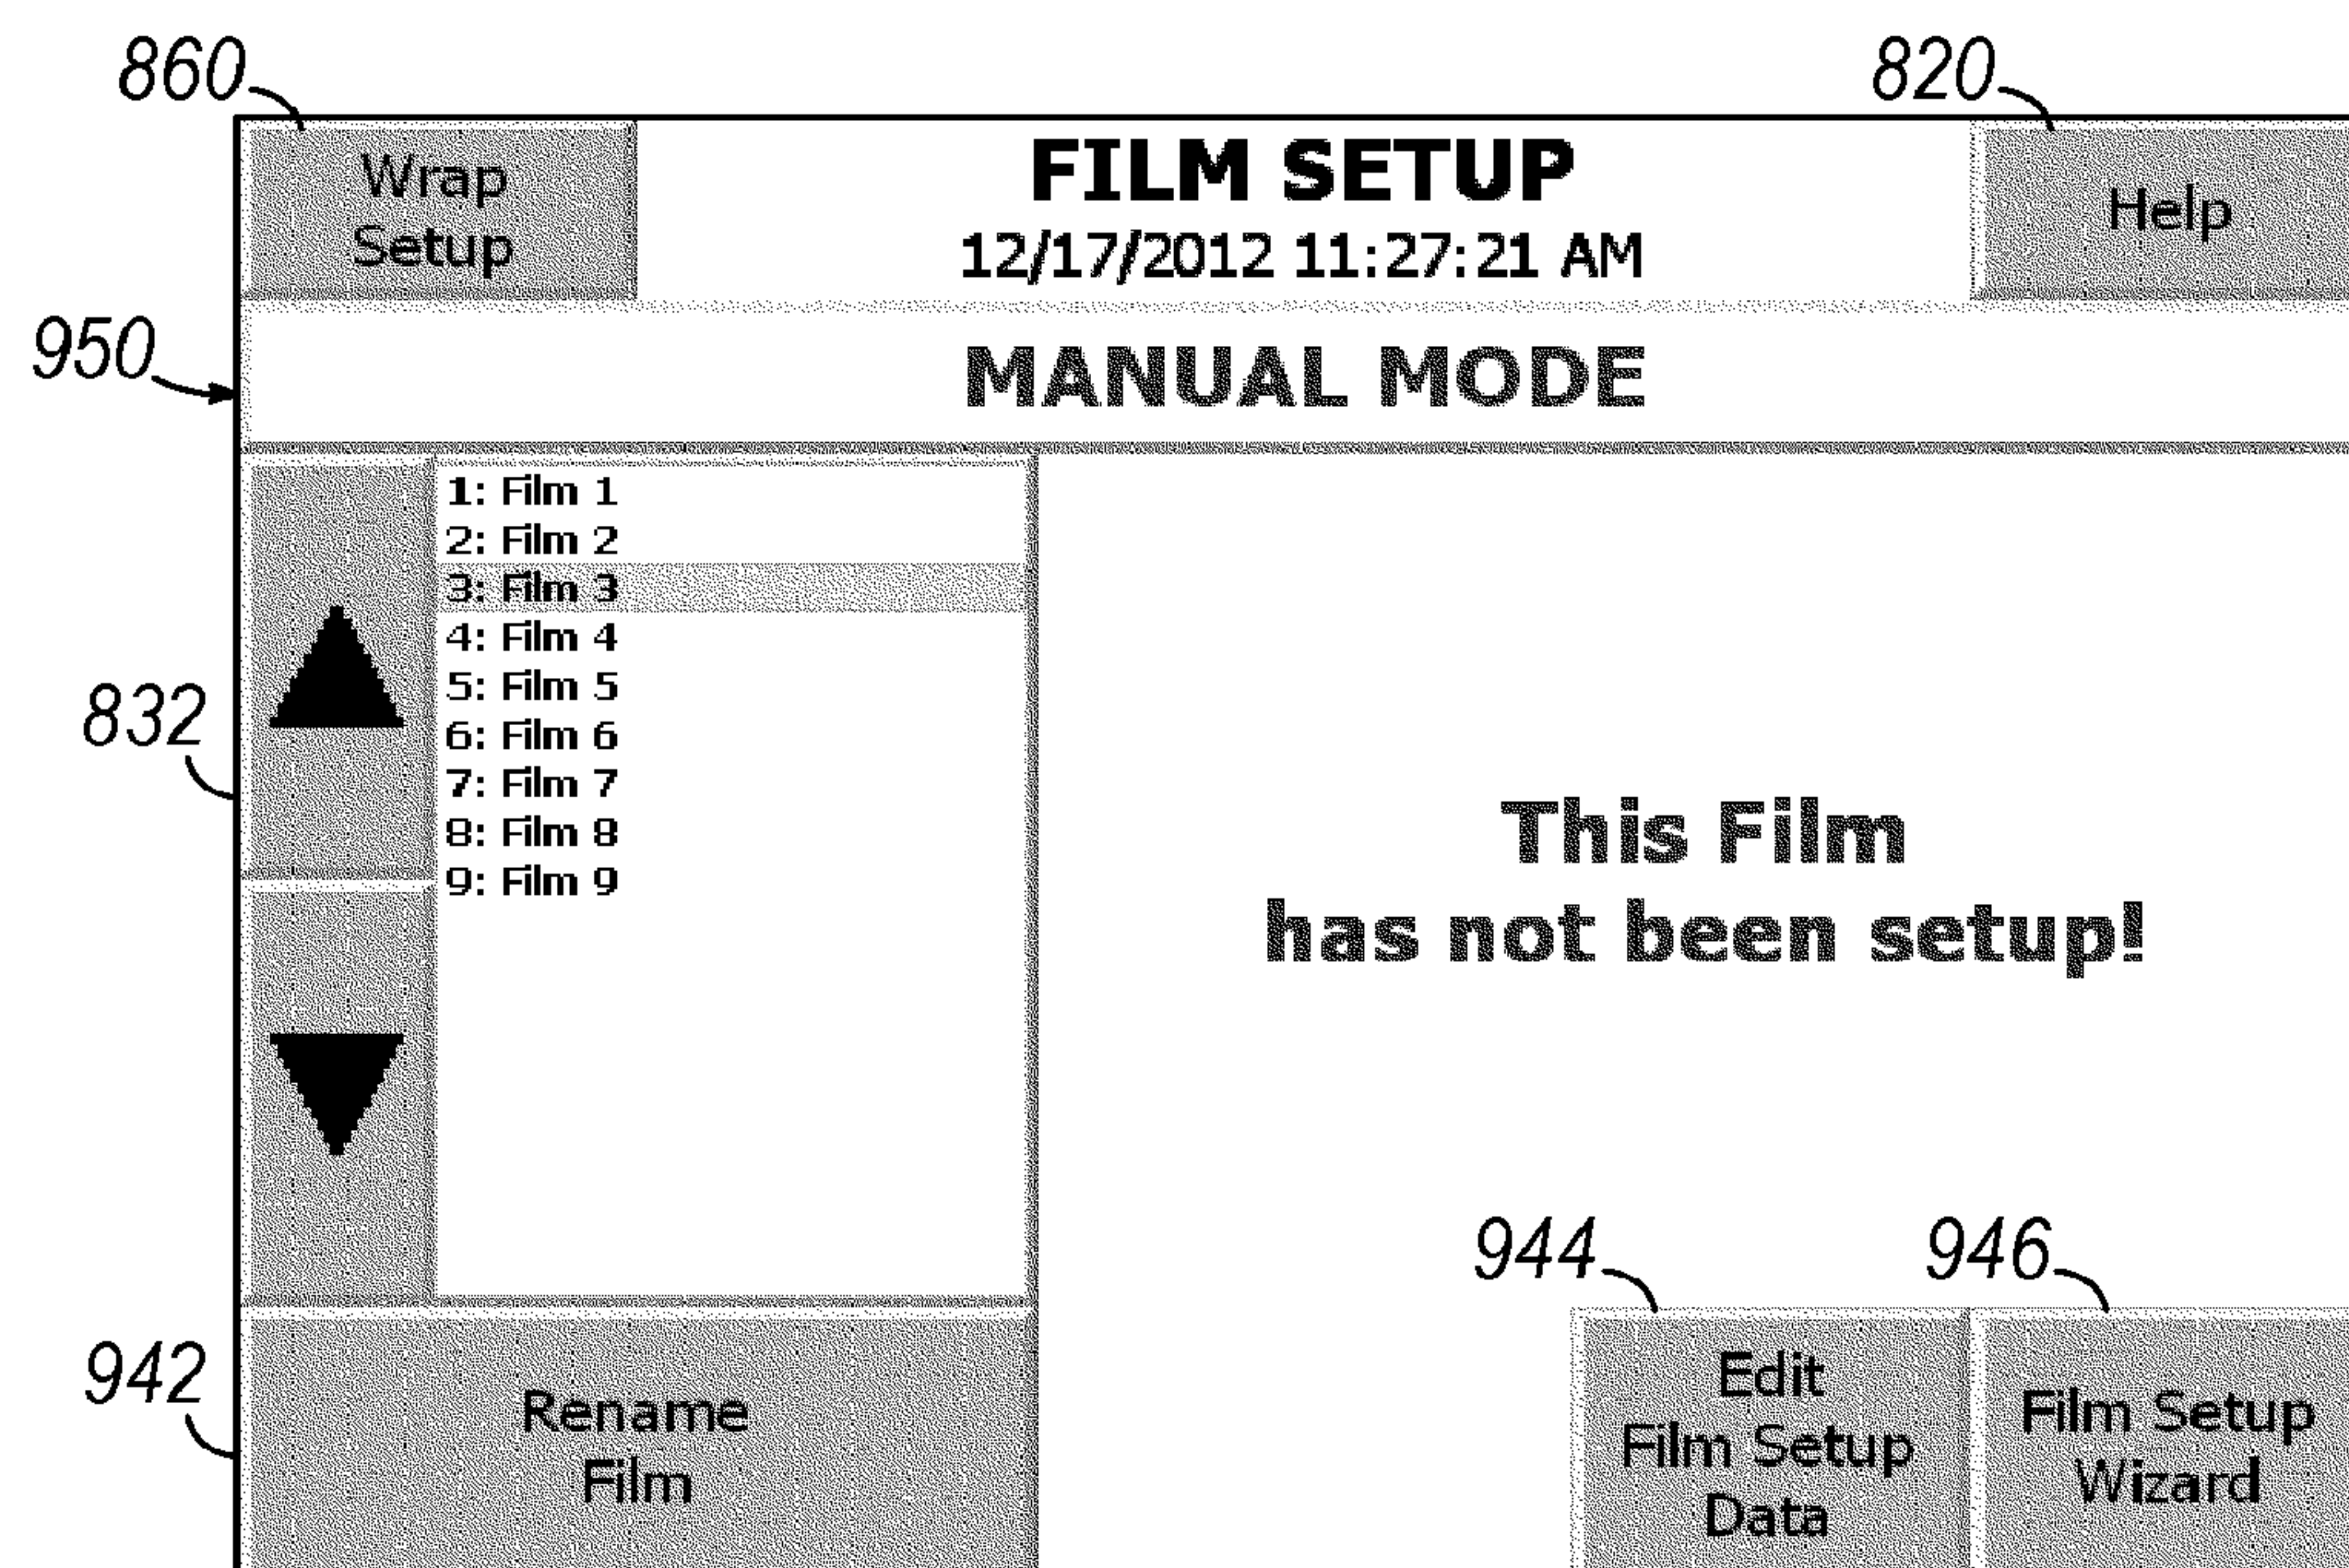 860
820
Wrap
Setup
FILM SETUP
12/17/2012 11:27:21 AM
Help
950
MANUAL MODE
1: Film 1
2: Film 2
3: Film 3
4: Film 4
5: Film 5
6: Film 6
7: Film 7
8: Film 8
9: Film 9
832
This Film
has not been setup!
944
946
942
Rename
Film
Edit
Film Setup
Data
Film Setup
Wizard